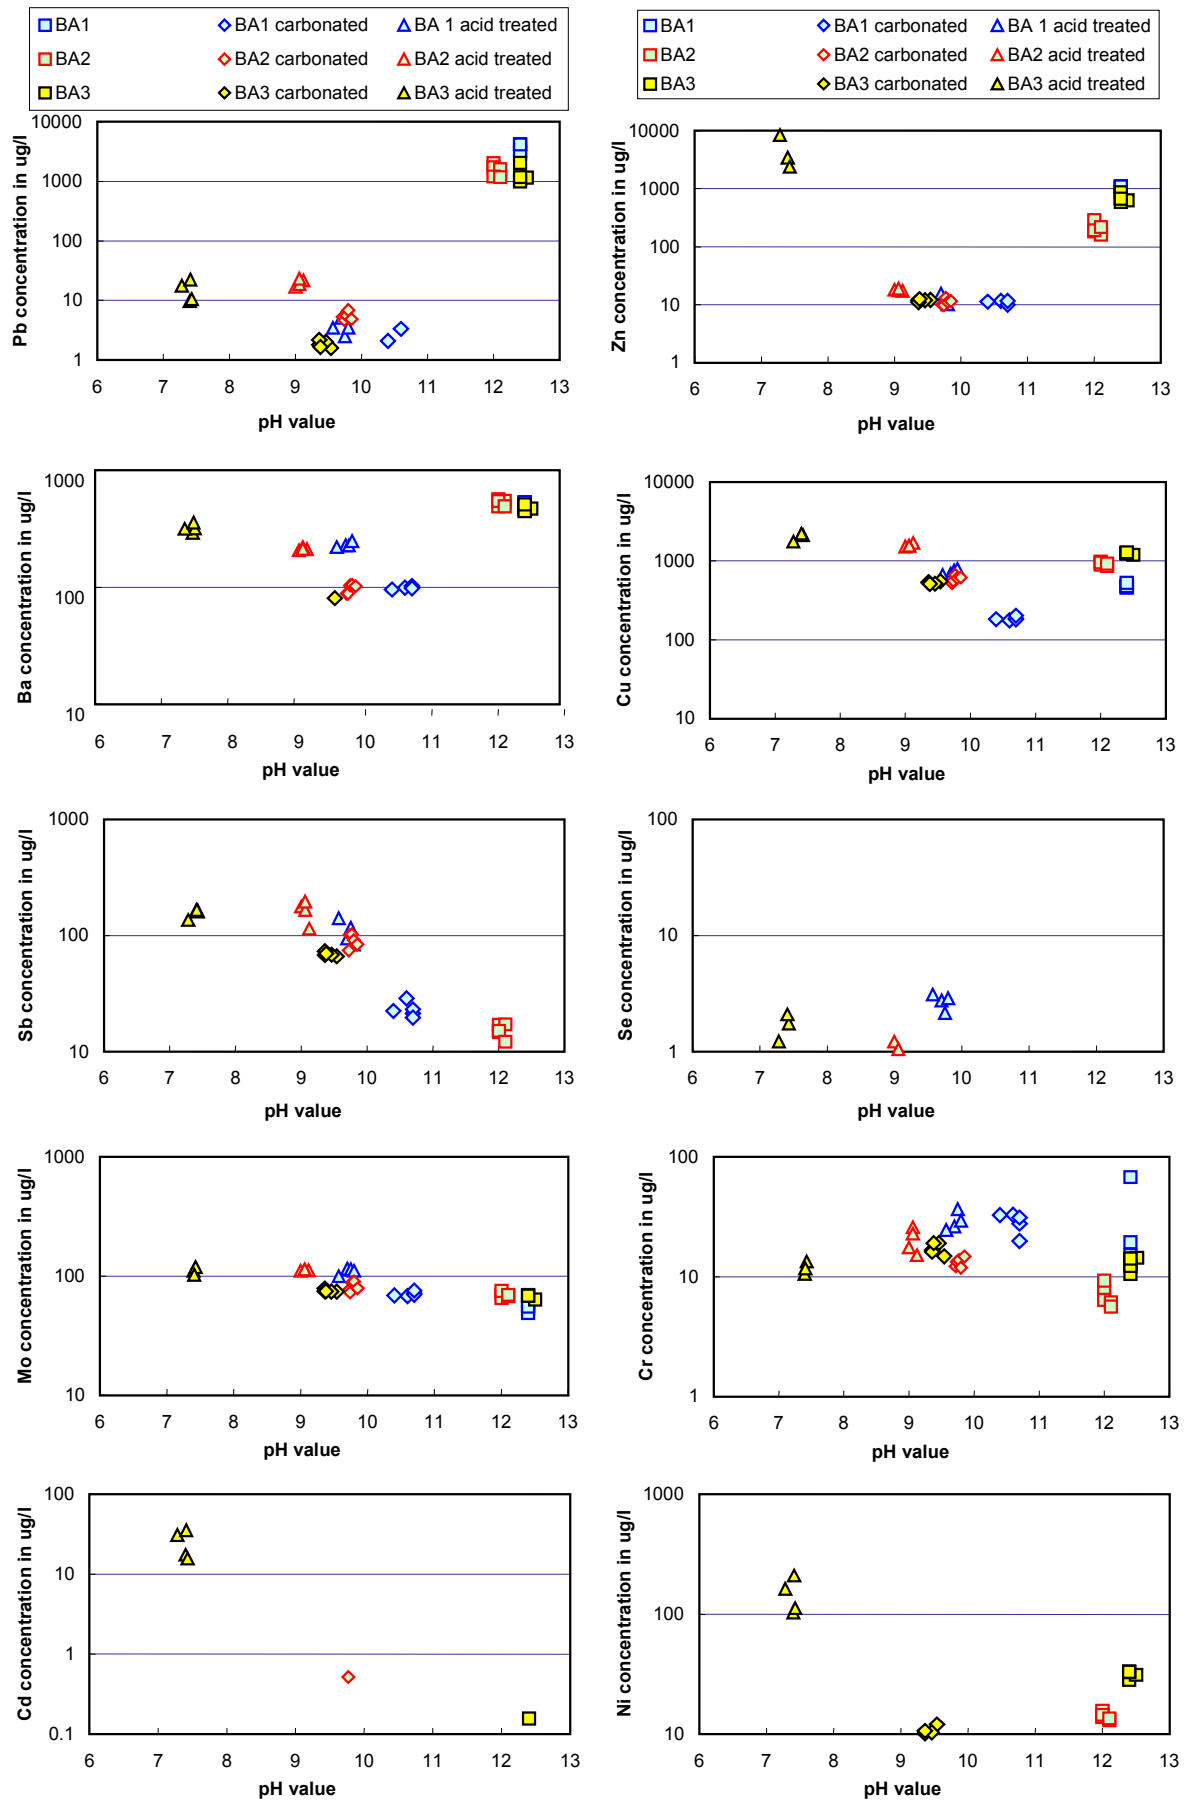 BA1 BA1 carbonated BA 1 acid treated
BA2 BA2 carbonated BA2 acid treated
BA3 BA3 carbonated BA3 acid treated
Pb concentration in ug/l
10000
1000
100
10
1
6 7 8 9 10 11 12 13
pH value
BA1 BA1 carbonated BA 1 acid treated
BA2 BA2 carbonated BA2 acid treated
BA3 BA3 carbonated BA3 acid treated
Zn concentration in ug/l
10000
1000
100
10
1
6 7 8 9 10 11 12 13
pH value
Ba concentration in ug/l
1000
100
10
6 7 8 9 10 11 12 13
pH value
Cu concentration in ug/l
10000
1000
100
10
6 7 8 9 10 11 12 13
pH value
Sb concentration in ug/l
1000
100
10
6 7 8 9 10 11 12 13
pH value
Se concentration in ug/l
100
10
1
6 7 8 9 10 11 12 13
pH value
Mo concentration in ug/l
1000
100
10
6 7 8 9 10 11 12 13
pH value
Cr concentration in ug/l
100
10
1
6 7 8 9 10 11 12 13
pH value
Cd concentration in ug/l
100
10
1
0.1
6 7 8 9 10 11 12 13
pH value
Ni concentration in ug/l
1000
100
10
6 7 8 9 10 11 12 13
pH value